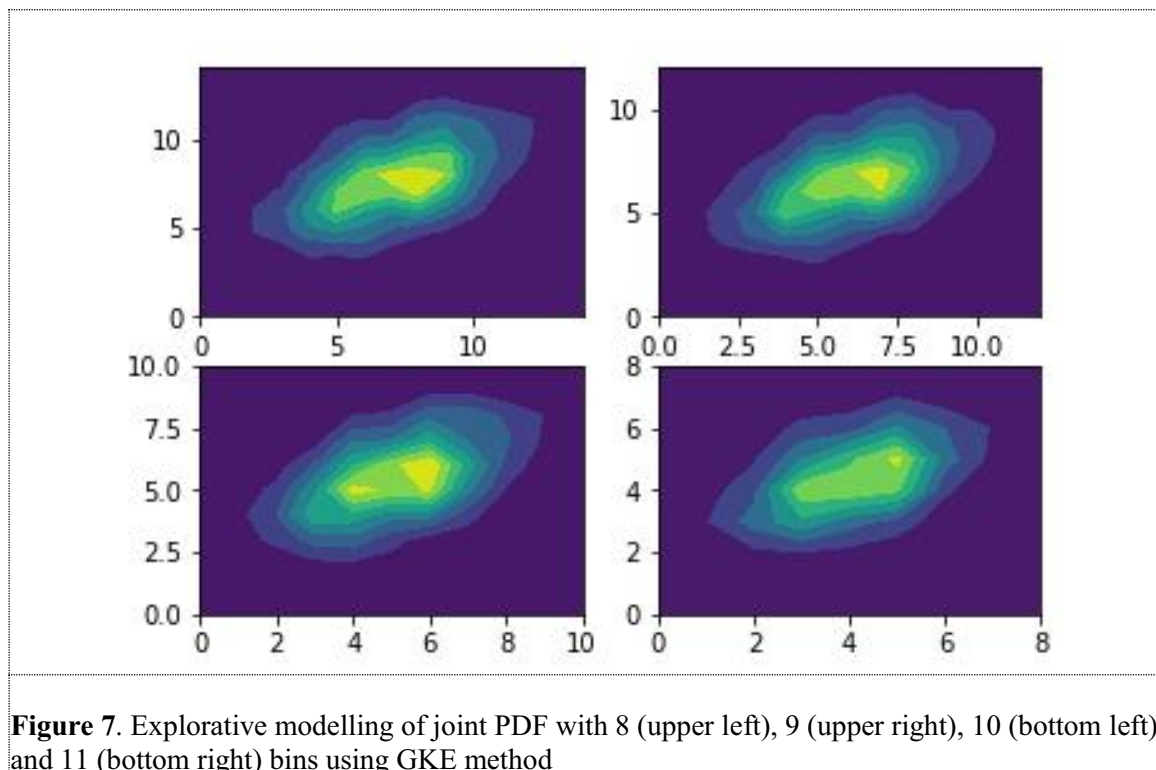 10
5
0
0 5 10
10
5
0
0.0 2.5 5.0 7.5 10.0
10.0
7.5
5.0
2.5
0.0
0 2 4 6 8 10
8
6
4
2
0
0 2 4 6 8
Figure 7. Explorative modelling of joint PDF with 8 (upper left), 9 (upper right), 10 (bottom left)
and 11 (bottom right) bins using GKE method